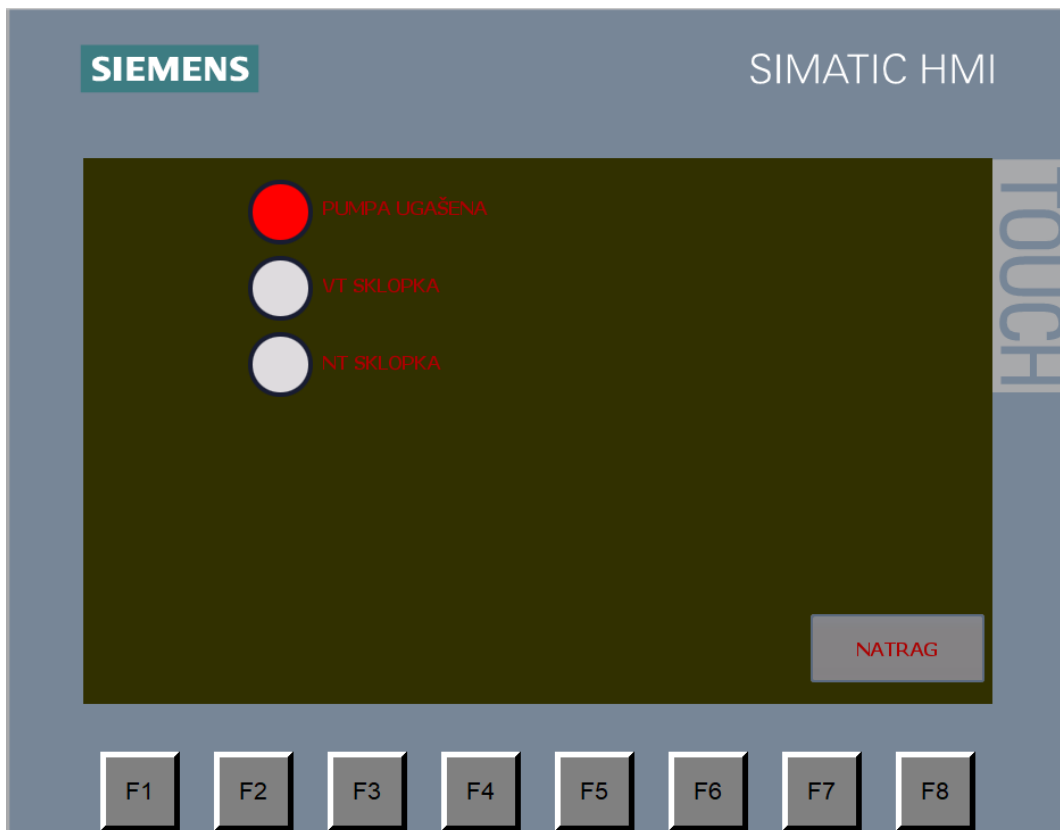 SIEMENS
SIMATIC HMI
TOUCH
PUMPA UGAŠENA
VT SKLOPKA
NT SKLOPKA
NATRAG
F1 F2 F3 F4 F5 F6 F7 F8